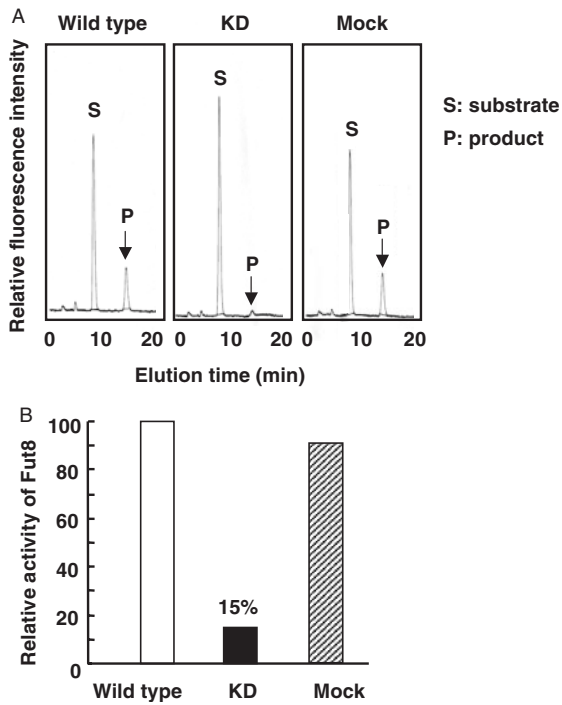 A
Wild type KD Mock
Relative fluorescence intensity
S S S
P P P
S: substrate
P: product
0 10 20 0 10 20 0 10 20
Elution time (min)
B
Relative activity of Fut8
100
80
60
40
20
0
15%
Wild type KD Mock